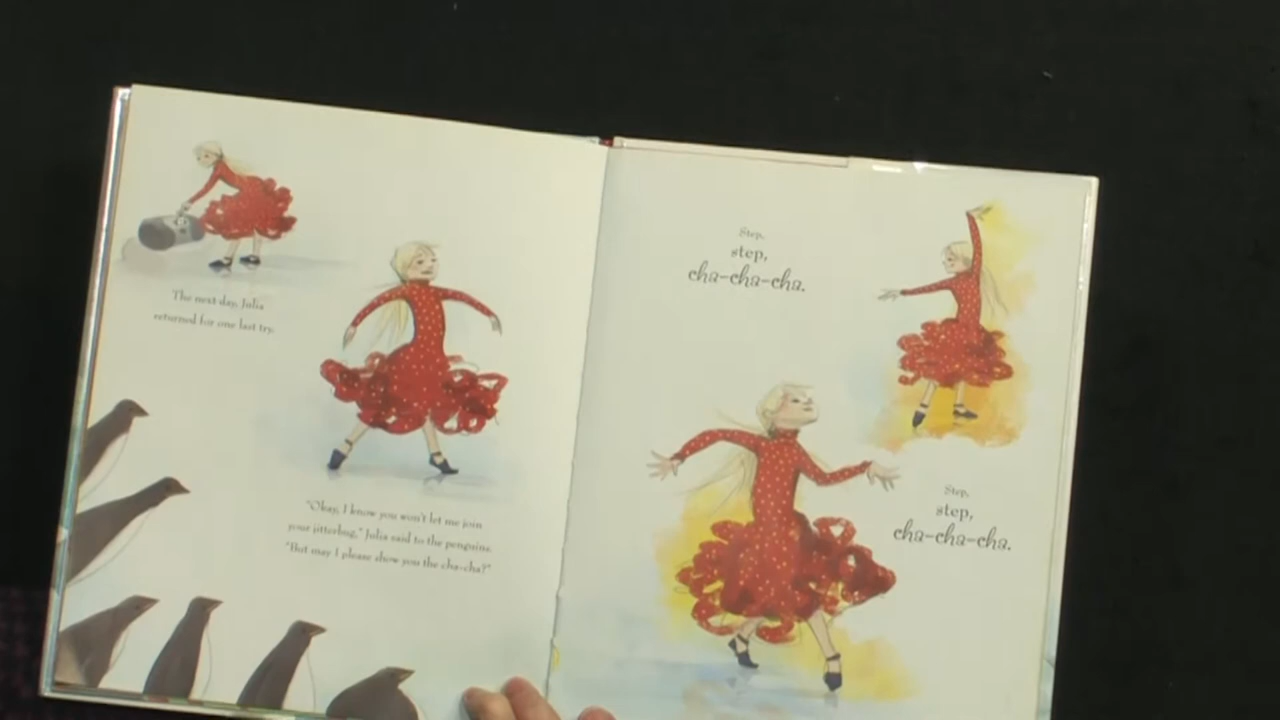 The next day, Julia
returned for one last try.
"Okay, I know you won't let me join
your jitterbug," Julia said to the penguins.
"But may I please show you the cha-cha?"
Step,
step,
cha-cha-cha.
Step,
step,
cha-cha-cha.